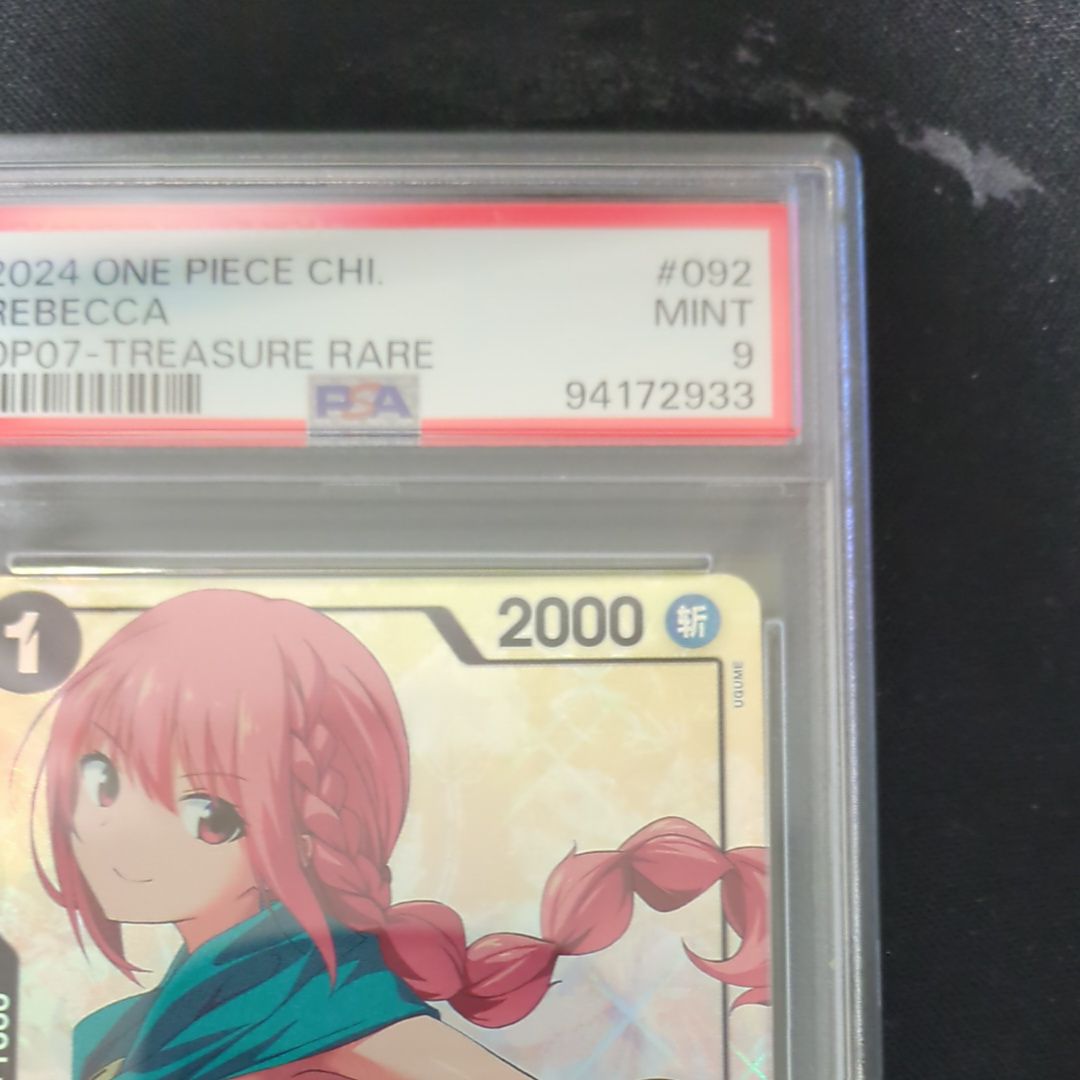 2024 ONE PIECE CHI.
#092
REBECCA
MINT
OP07-TREASURE RARE
9
PSA
94172933
1
2000
斬
UGUME